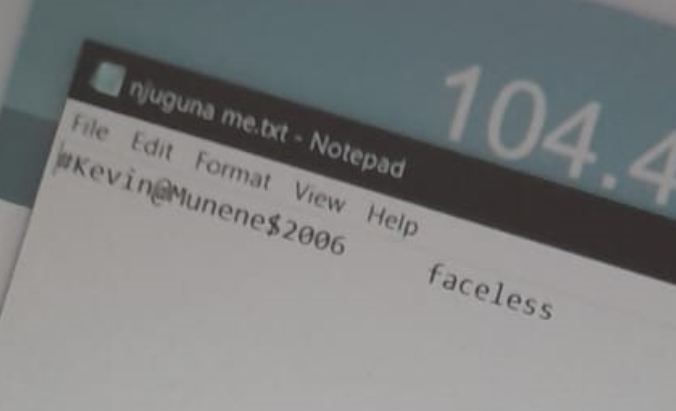 104.4
njuguna me.txt - Notepad
File Edit Format View Help
#Kevin@Munene$2006 faceless